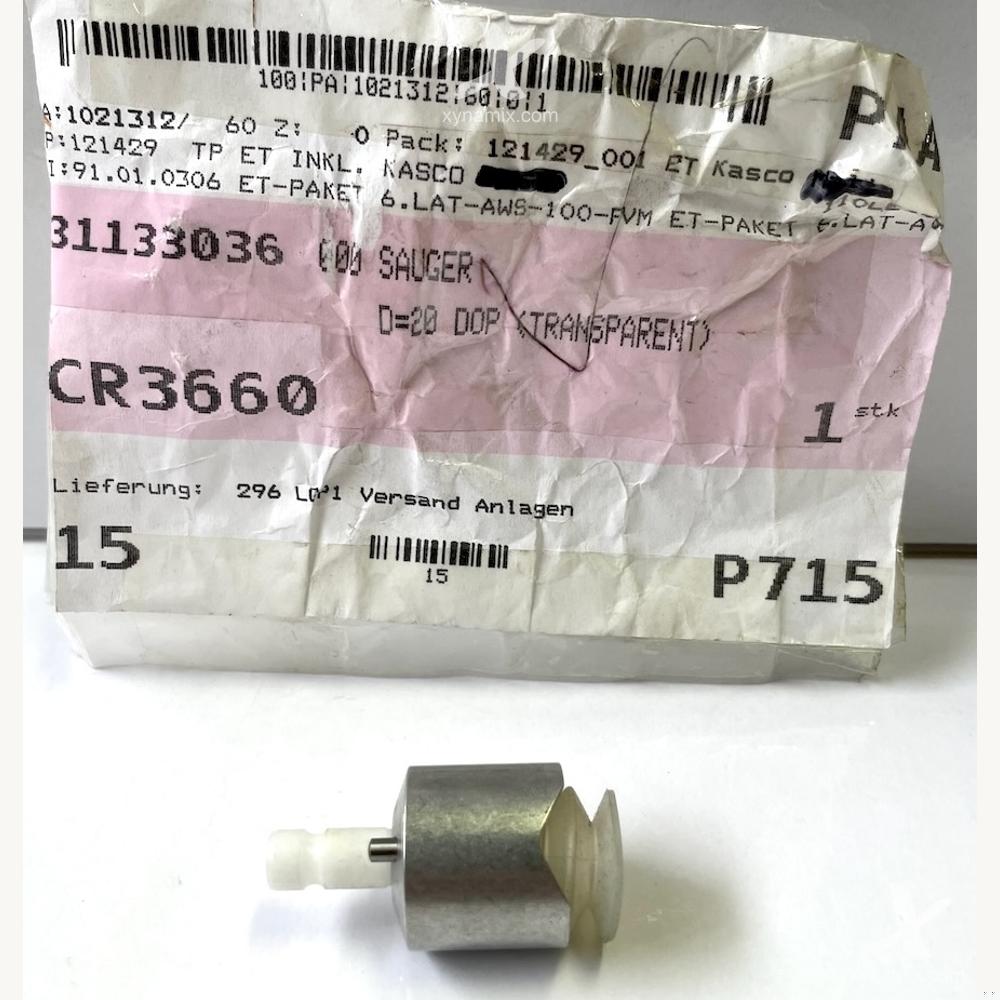 100|PA|1021312|60|0|1
xynamix.com
A:1021312/ 60 Z: 0 Pack: 121429_001 ET Kasco
P:121429 TP ET INKL. KASCO
I:91.01.0306 ET-PAKET 6.LAT-AWS-100-FVM ET-PAKET 6.LAT-AW
31133036 000 SAUGER
D=20 DOP (TRANSPARENT)
CR3660
1 stk
Lieferung: 296 Versand Anlagen
15 P715
15